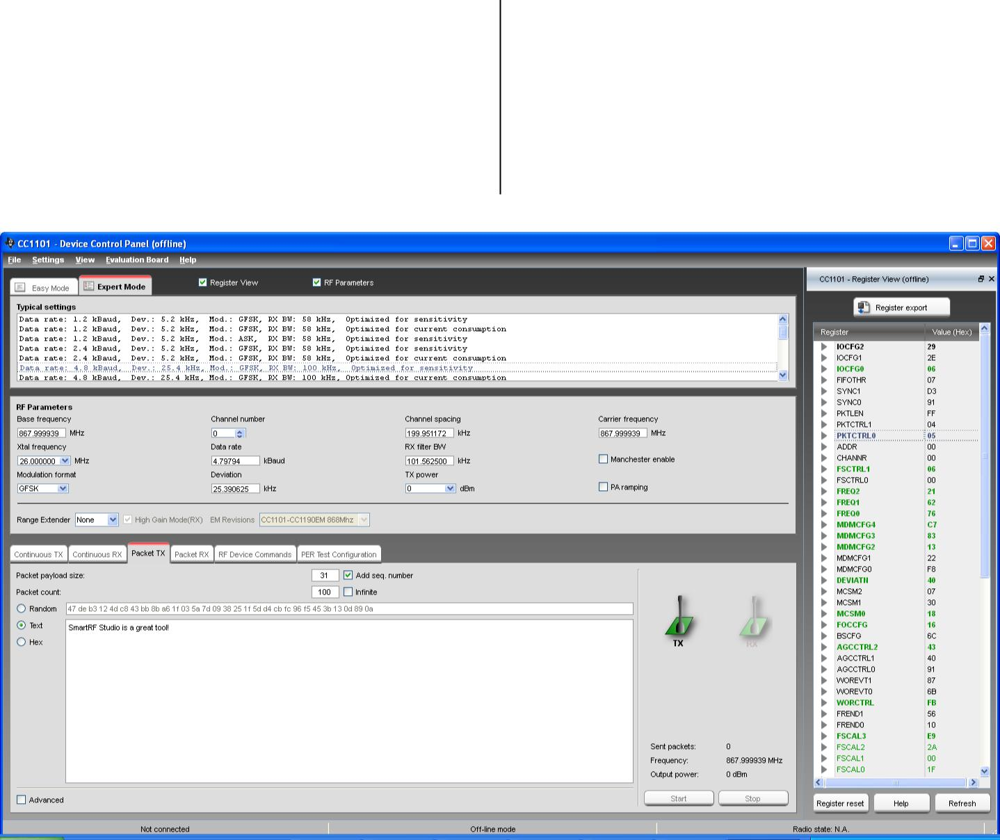 CC1101 - Device Control Panel (offline)
File Settings View Evaluation Board Help
Easy Mode Expert Mode Register View RF Parameters
Typical settings
Data rate: 1.2 kBaud, Dev.: 5.2 kHz, Mod.: GFSK, RX BW: 58 kHz, Optimized for sensitivity
Data rate: 1.2 kBaud, Dev.: 5.2 kHz, Mod.: GFSK, RX BW: 58 kHz, Optimized for current consumption
Data rate: 1.2 kBaud, Dev.: 5.2 kHz, Mod.: ASK, RX BW: 58 kHz, Optimized for sensitivity
Data rate: 2.4 kBaud, Dev.: 5.2 kHz, Mod.: GFSK, RX BW: 58 kHz, Optimized for sensitivity
Data rate: 2.4 kBaud, Dev.: 5.2 kHz, Mod.: GFSK, RX BW: 58 kHz, Optimized for current consumption
Data rate: 4.8 kBaud, Dev.: 25.4 kHz, Mod.: GFSK, RX BW: 100 kHz, Optimized for sensitivity
Data rate: 4.8 kBaud, Dev.: 25.4 kHz, Mod.: GFSK, RX BW: 100 kHz, Optimized for current consumption
RF Parameters
Base frequency Channel number Channel spacing Carrier frequency
867.999939 MHz 0 199.951172 kHz 867.999939 MHz
Xtal frequency Data rate RX filter BW
26.000000 MHz 4.79794 kBaud 101.562500 kHz Manchester enable
Modulation format Deviation TX power
GFSK 25.390625 kHz 0 dBm PA ramping
Range Extender None High Gain Mode(RX) EM Revisions CC1101-CC1190EM 868Mhz
Continuous TX Continuous RX Packet TX Packet RX RF Device Commands PER Test Configuration
Packet payload size: 31 Add seq. number
Packet count: 100 Infinite
Random 47 de b3 12 4d c8 43 bb 8b a6 1f 03 5a 7d 09 38 25 1f 5d d4 cb fc 96 f5 45 3b 13 0d 89 0a
Text SmartRF Studio is a great tool!
Hex
TX RX
Sent packets: 0
Frequency: 867.999939 MHz
Output power: 0 dBm
Advanced
Start Stop
CC1101 - Register View (offline)
Register export
Register Value (Hex)
IOCFG2 29
IOCFG1 2E
IOCFG0 06
FIFOTHR 07
SYNC1 D3
SYNC0 91
PKTLEN FF
PKTCTRL1 04
PKTCTRL0 05
ADDR 00
CHANNR 00
FSCTRL1 06
FSCTRL0 00
FREQ2 21
FREQ1 62
FREQ0 76
MDMCFG4 C7
MDMCFG3 83
MDMCFG2 13
MDMCFG1 22
MDMCFG0 F8
DEVIATN 40
MCSM2 07
MCSM1 30
MCSM0 18
FOCCFG 16
BSCFG 6C
AGCCTRL2 43
AGCCTRL1 40
AGCCTRL0 91
WOREVT1 87
WOREVT0 6B
WORCTRL FB
FREND1 56
FREND0 10
FSCAL3 E9
FSCAL2 2A
FSCAL1 00
FSCAL0 1F
Register reset Help Refresh
Not connected Off-line mode Radio state: N.A.